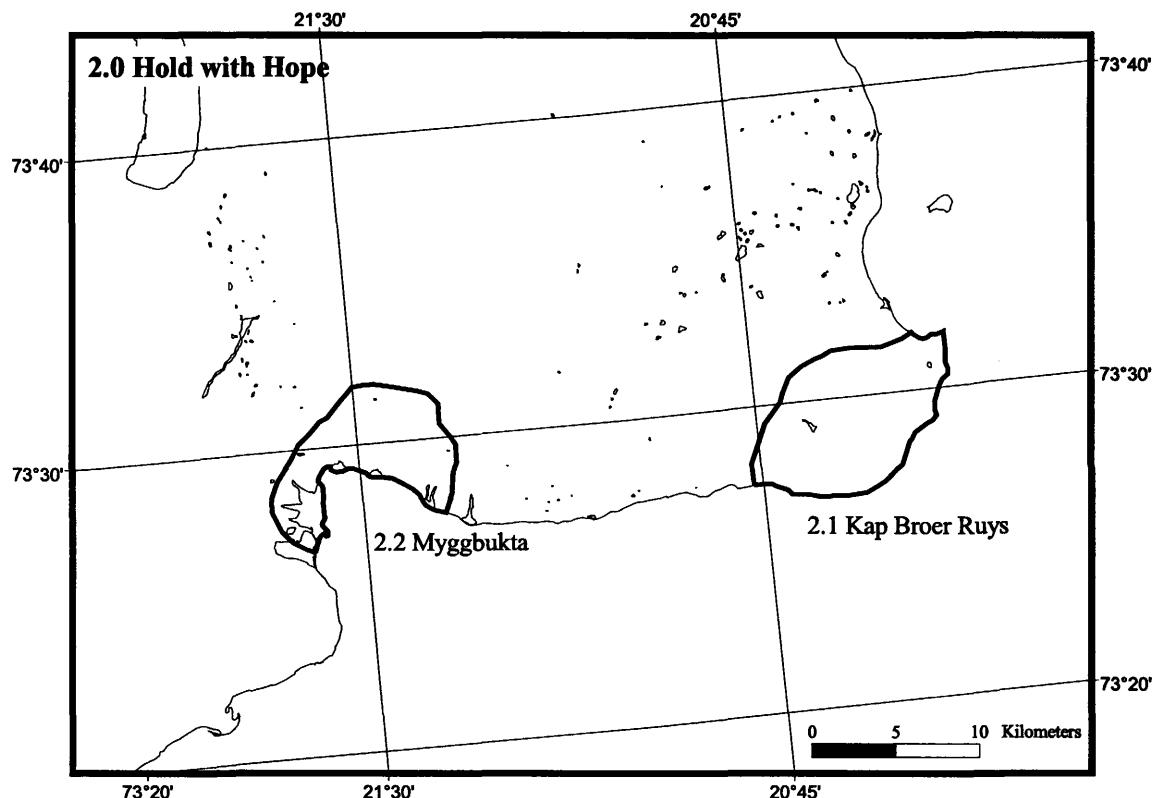 21°30'
20°45'
2.0 Hold with Hope
73°40'
73°40'
73°30'
73°30'
2.1 Kap Broer Ruys
2.2 Myggbukta
73°20'
0 5 10 Kilometers
73°20'
21°30'
20°45'